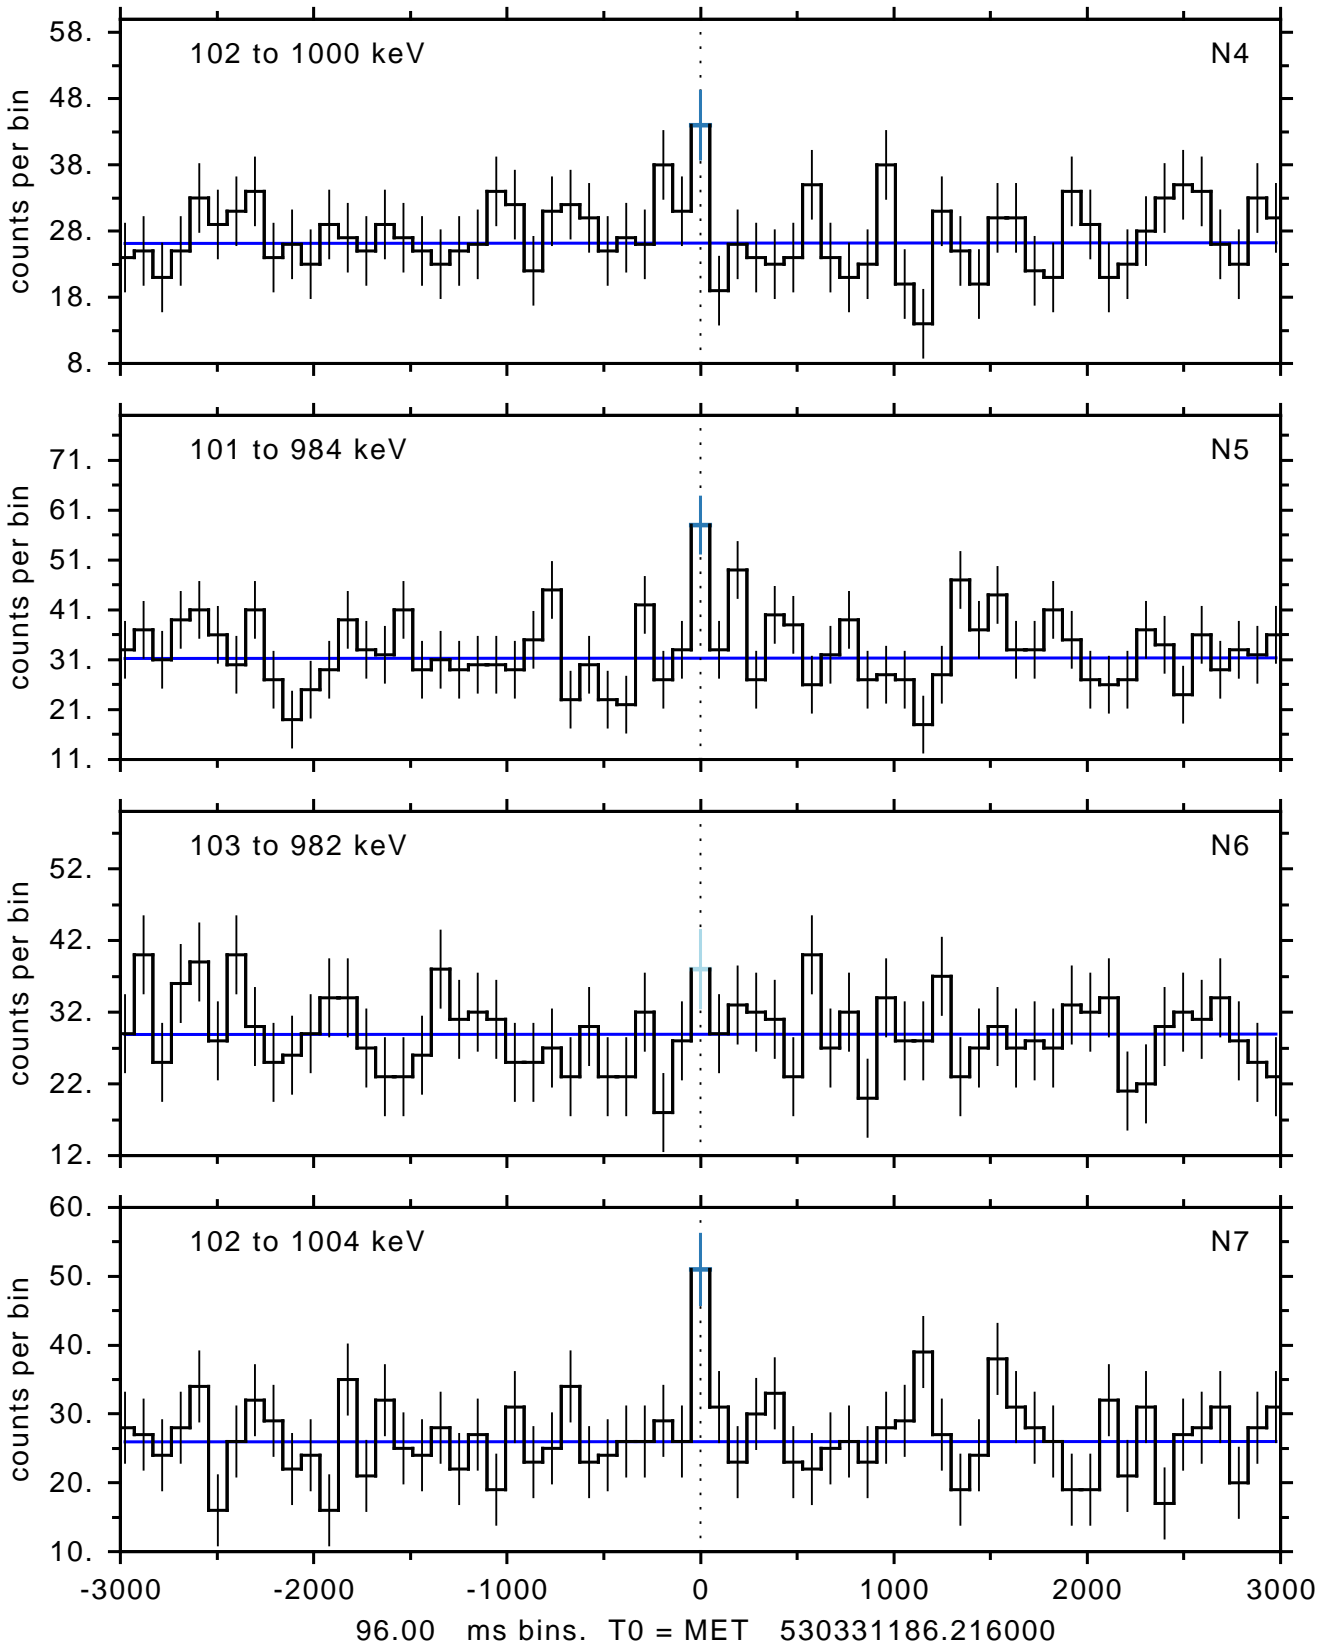 102 to 1000 keV N4
counts per bin
58.
48.
38.
28.
18.
8.
101 to 984 keV N5
counts per bin
71.
61.
51.
41.
31.
21.
11.
103 to 982 keV N6
counts per bin
52.
42.
32.
22.
12.
102 to 1004 keV N7
counts per bin
60.
50.
40.
30.
20.
10.
-3000 -2000 -1000 0 1000 2000 3000
96.00 ms bins. T0 = MET 530331186.216000